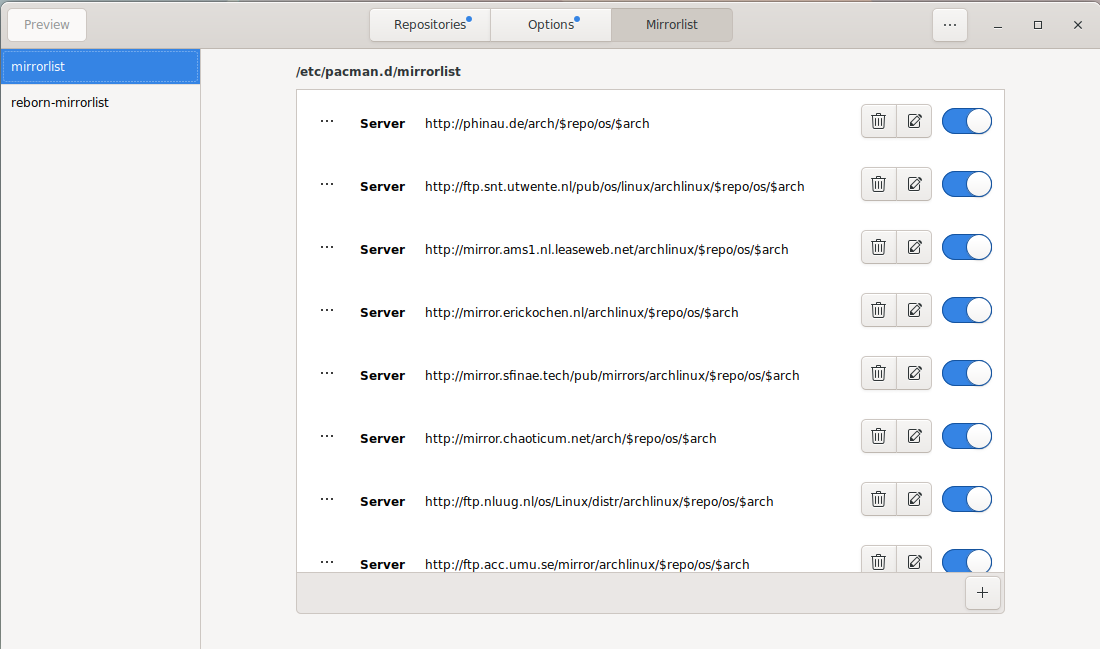 Preview
Repositories
Options
Mirrorlist
mirrorlist
reborn-mirrorlist
/etc/pacman.d/mirrorlist
Server http://phinau.de/arch/$repo/os/$arch
Server http://ftp.snt.utwente.nl/pub/os/linux/archlinux/$repo/os/$arch
Server http://mirror.ams1.nl.leaseweb.net/archlinux/$repo/os/$arch
Server http://mirror.erickochen.nl/archlinux/$repo/os/$arch
Server http://mirror.sfinae.tech/pub/mirrors/archlinux/$repo/os/$arch
Server http://mirror.chaoticum.net/arch/$repo/os/$arch
Server http://ftp.nluug.nl/os/Linux/distr/archlinux/$repo/os/$arch
Server http://ftp.acc.umu.se/mirror/archlinux/$repo/os/$arch